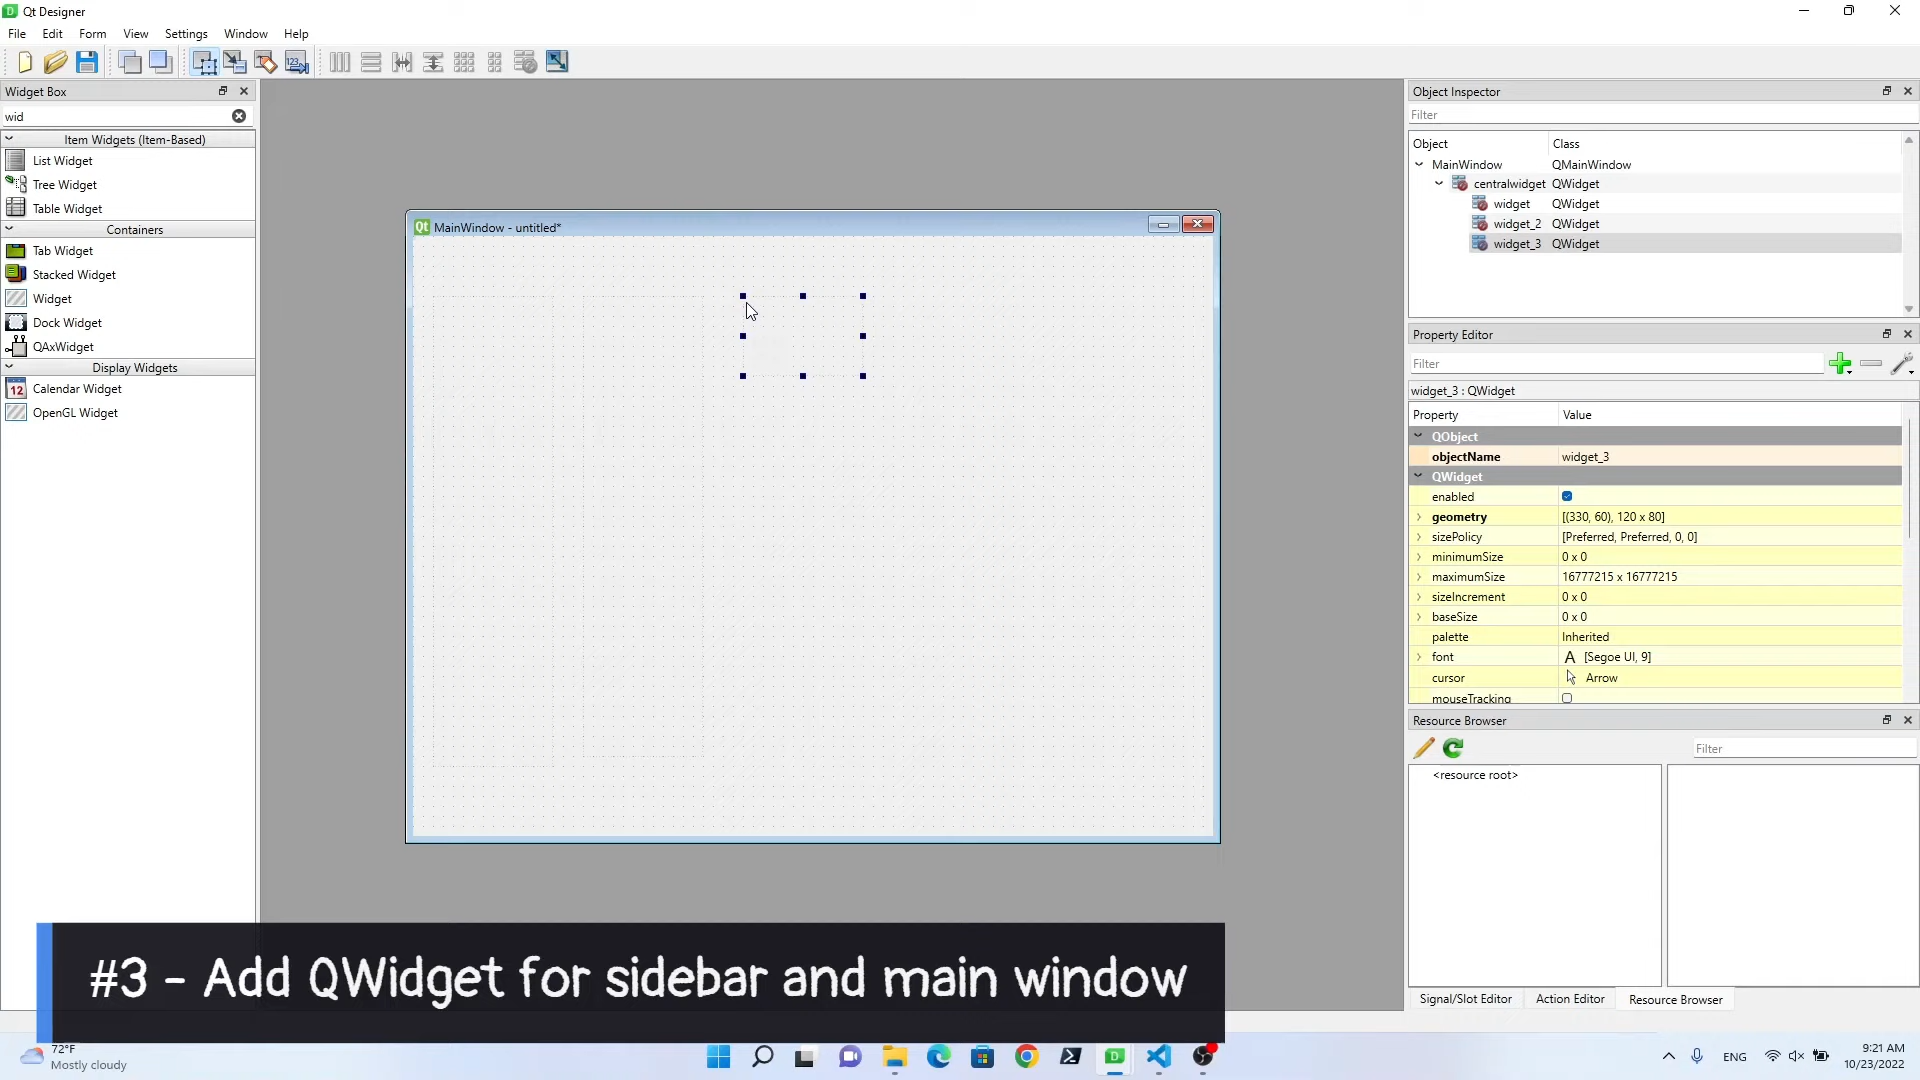 Qt Designer
File Edit Form View Settings Window Help
Widget Box
wid
Item Widgets (Item-Based)
List Widget
Tree Widget
Table Widget
Containers
Tab Widget
Stacked Widget
Widget
Dock Widget
QAxWidget
Display Widgets
12 Calendar Widget
OpenGL Widget
Qt MainWindow - untitled*
Object Inspector
Filter
Object Class
MainWindow QMainWindow
centralwidget QWidget
widget QWidget
widget_2 QWidget
widget_3 QWidget
Property Editor
Filter
widget_3 : QWidget
Property Value
QObject
objectName widget_3
QWidget
enabled
geometry [(330, 60), 120 x 80]
sizePolicy [Preferred, Preferred, 0, 0]
minimumSize 0 x 0
maximumSize 16777215 x 16777215
sizeIncrement 0 x 0
baseSize 0 x 0
palette Inherited
font A [Segoe UI, 9]
cursor Arrow
mouseTracking
Resource Browser
Filter
<resource root>
Signal/Slot Editor Action Editor Resource Browser
#3 - Add QWidget for sidebar and main window
72°F
Mostly cloudy
ENG
9:21 AM
10/23/2022